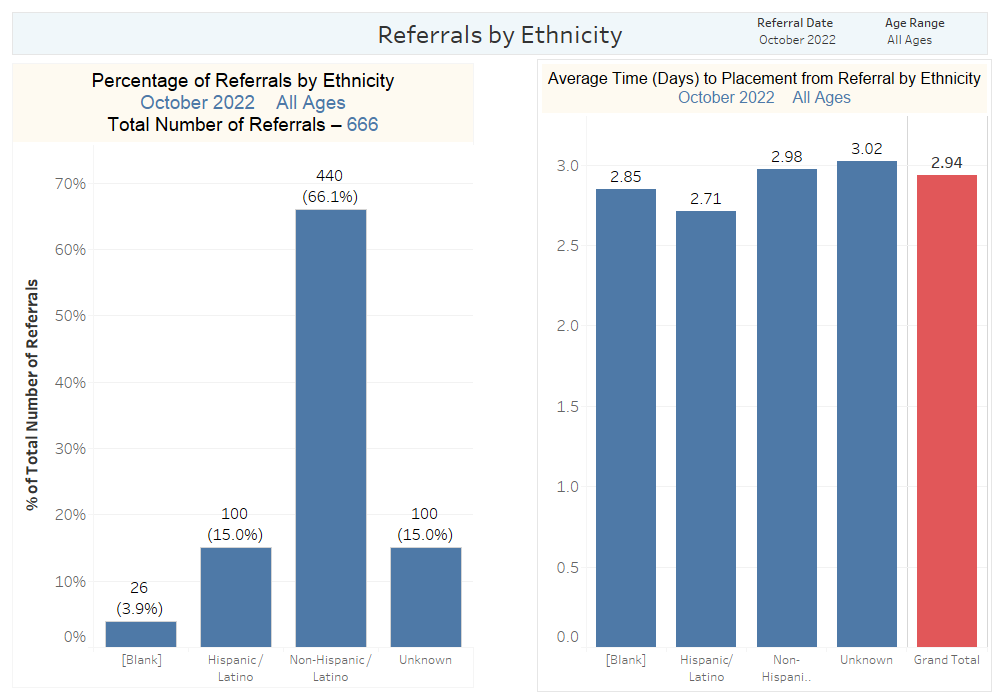 Referrals by Ethnicity
Referral Date
October 2022
Age Range
All Ages
Percentage of Referrals by Ethnicity
October 2022 All Ages
Total Number of Referrals – 666
% of Total Number of Referrals
70%
60%
50%
40%
30%
20%
10%
0%
26
(3.9%)
100
(15.0%)
440
(66.1%)
100
(15.0%)
[Blank]
Hispanic/
Latino
Non-Hispanic/
Latino
Unknown
Average Time (Days) to Placement from Referral by Ethnicity
October 2022 All Ages
3.0
2.5
2.0
1.5
1.0
0.5
0.0
2.85
2.71
2.98
3.02
2.94
[Blank]
Hispanic/
Latino
Non-
Hispani..
Unknown
Grand Total